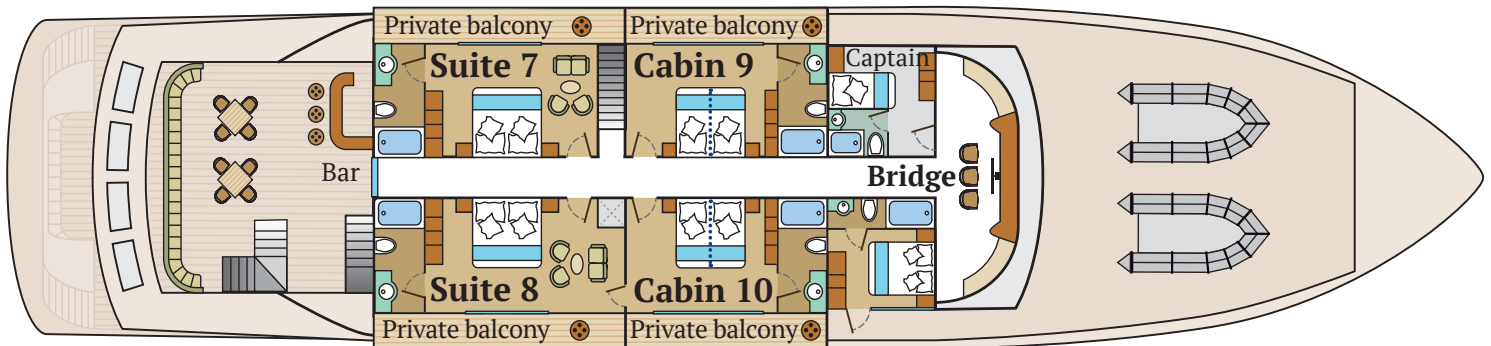 Private balcony
Private balcony
Suite 7
Cabin 9
Captain
Bar
Bridge
Suite 8
Cabin 10
Private balcony
Private balcony